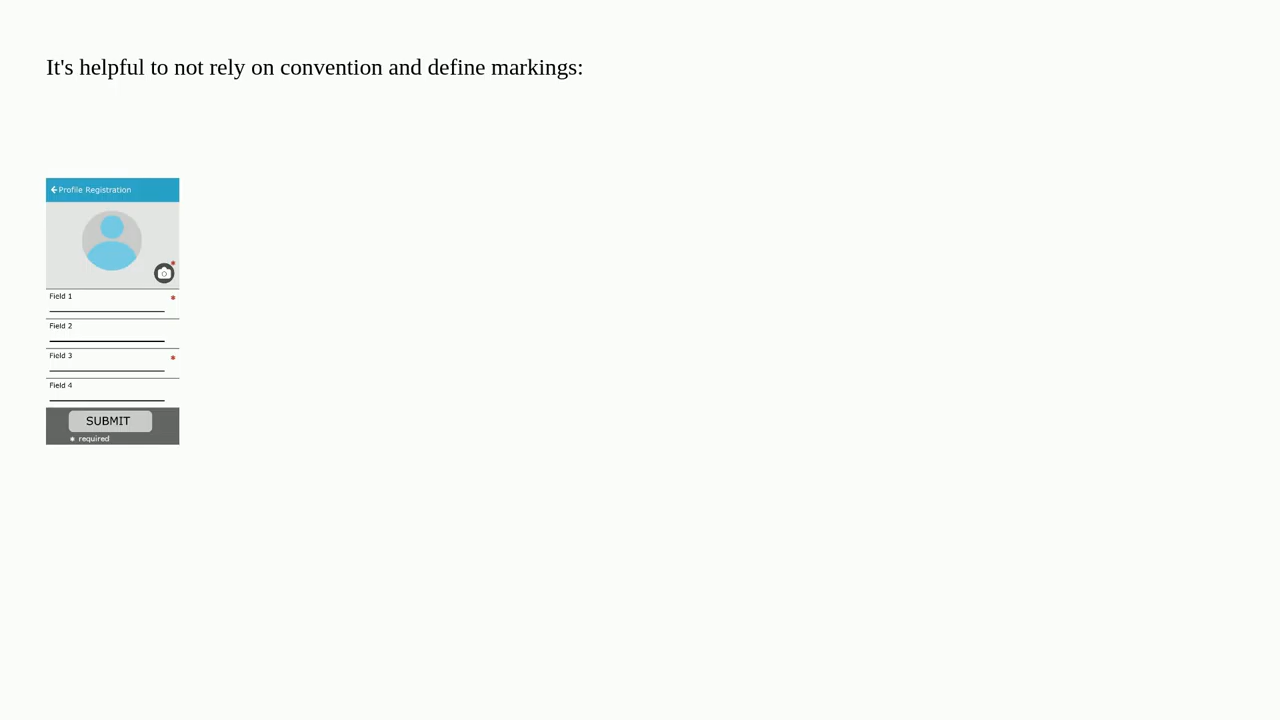 It's helpful to not rely on convention and define markings:
Profile Registration
*
Field 1 *
Field 2
Field 3 *
Field 4
SUBMIT
* required